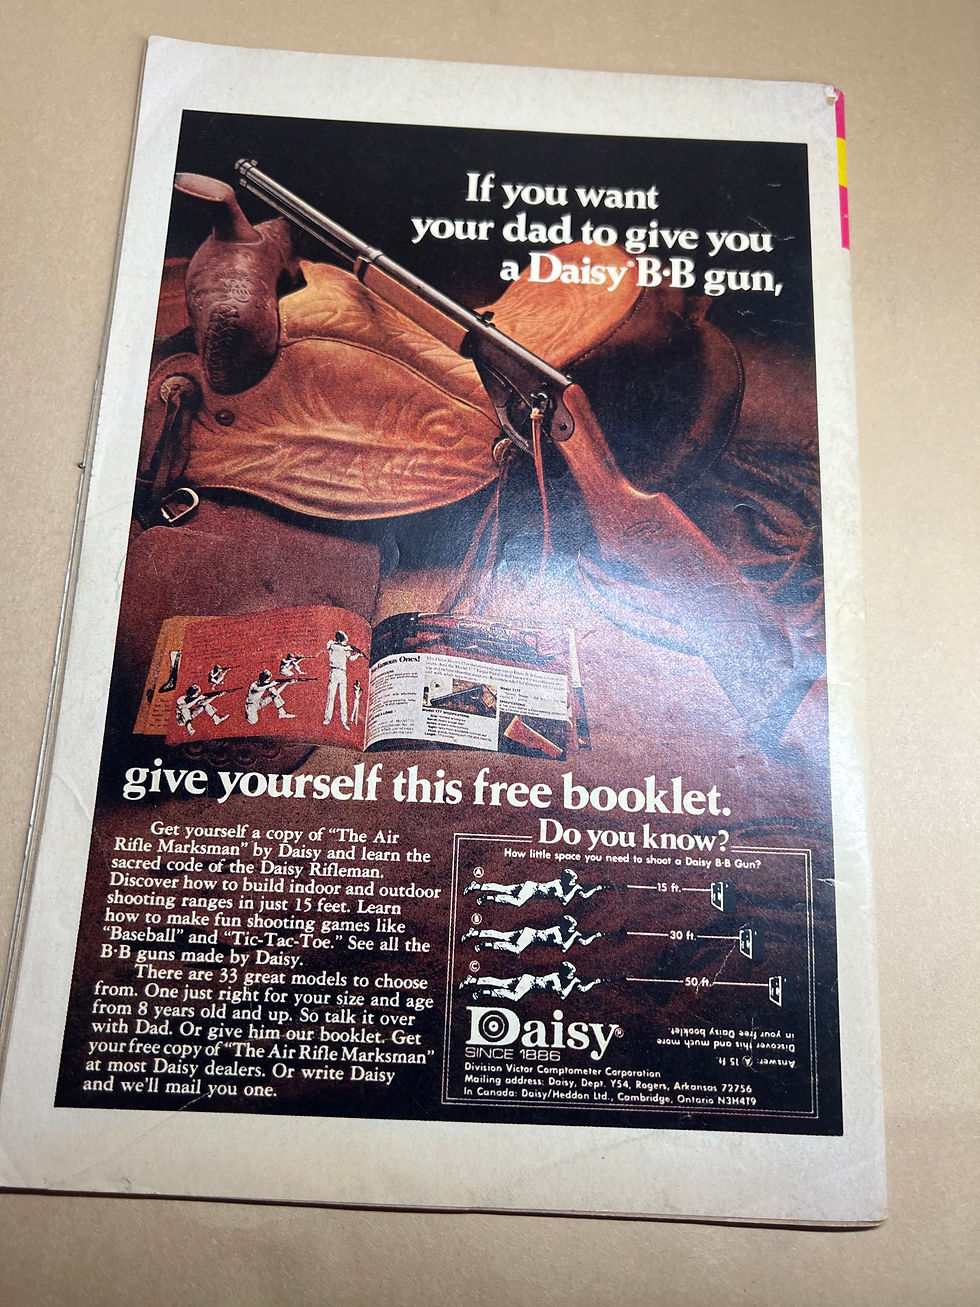 If you want
your dad to give you
a Daisy® B·B gun,
give yourself this free booklet.
Get yourself a copy of “The Air
Rifle Marksman” by Daisy and learn the
sacred code of the Daisy Rifleman.
Discover how to build indoor and outdoor
shooting ranges in just 15 feet. Learn
how to make fun shooting games like
“Baseball” and “Tic-Tac-Toe.” See all the
B·B guns made by Daisy.
There are 33 great models to choose
from. One just right for your size and age
from 8 years old and up. So talk it over
with Dad. Or give him our booklet. Get
your free copy of “The Air Rifle Marksman”
at most Daisy dealers. Or write Daisy
and we’ll mail you one.
Do you know?
How little space you need to shoot a Daisy B·B Gun?
A 15 ft.
B 30 ft.
C 50 ft.
Daisy®
SINCE 1886
Answer: A 15 ft
Discover this and much more
in your free Daisy booklet.
Division Victor Comptometer Corporation
Mailing address: Daisy, Dept. Y54, Rogers, Arkansas 72756
In Canada: Daisy/Heddon Ltd., Cambridge, Ontario N3H4T9